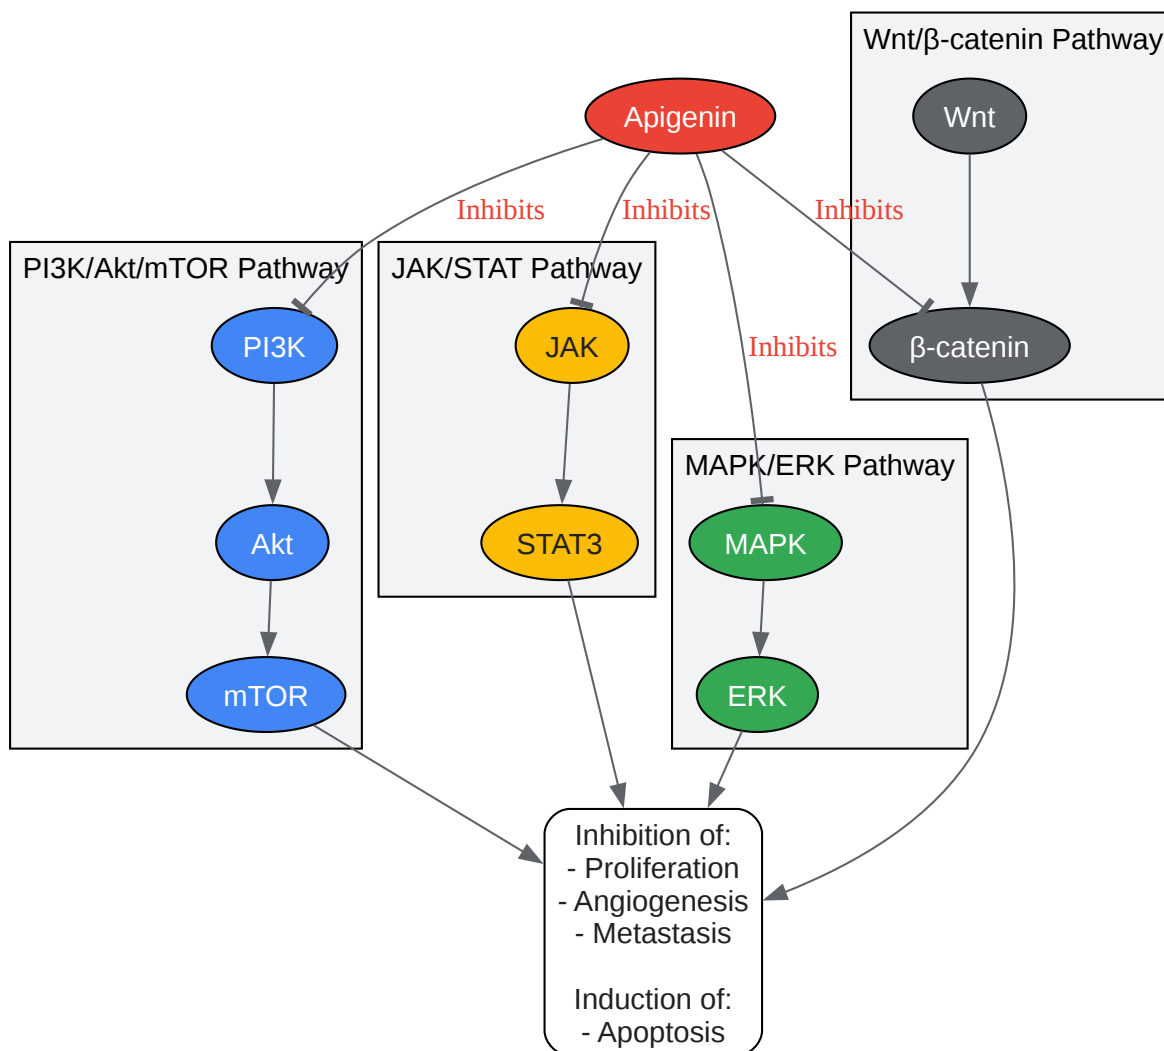 Wnt/β-catenin Pathway
Apigenin
Wnt
Inhibits
Inhibits
Inhibits
PI3K/Akt/mTOR Pathway
JAK/STAT Pathway
PI3K
JAK
Inhibits
β-catenin
MAPK/ERK Pathway
Akt
STAT3
MAPK
mTOR
ERK
Inhibition of:
- Proliferation
- Angiogenesis
- Metastasis
Induction of:
- Apoptosis